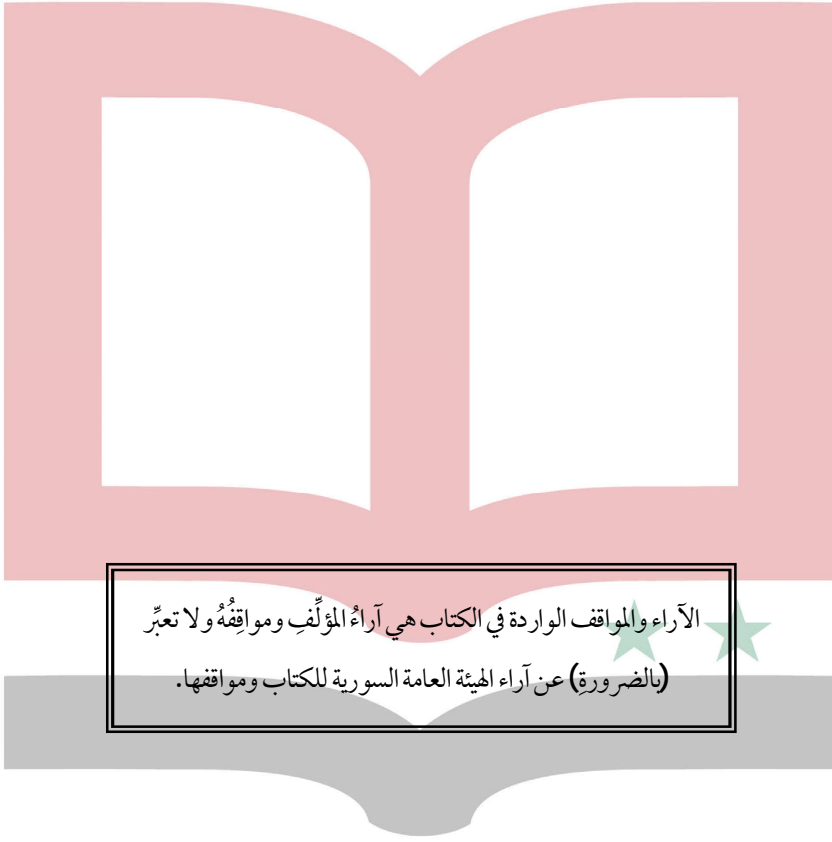 الآراء والمواقف الواردة في الكتاب هي آراءُ المؤلِّفِ ومواقِفُهُ ولا تعبِّر
(بالضرورةِ) عن آراء الهيئة العامة السورية للكتاب ومواقفها.